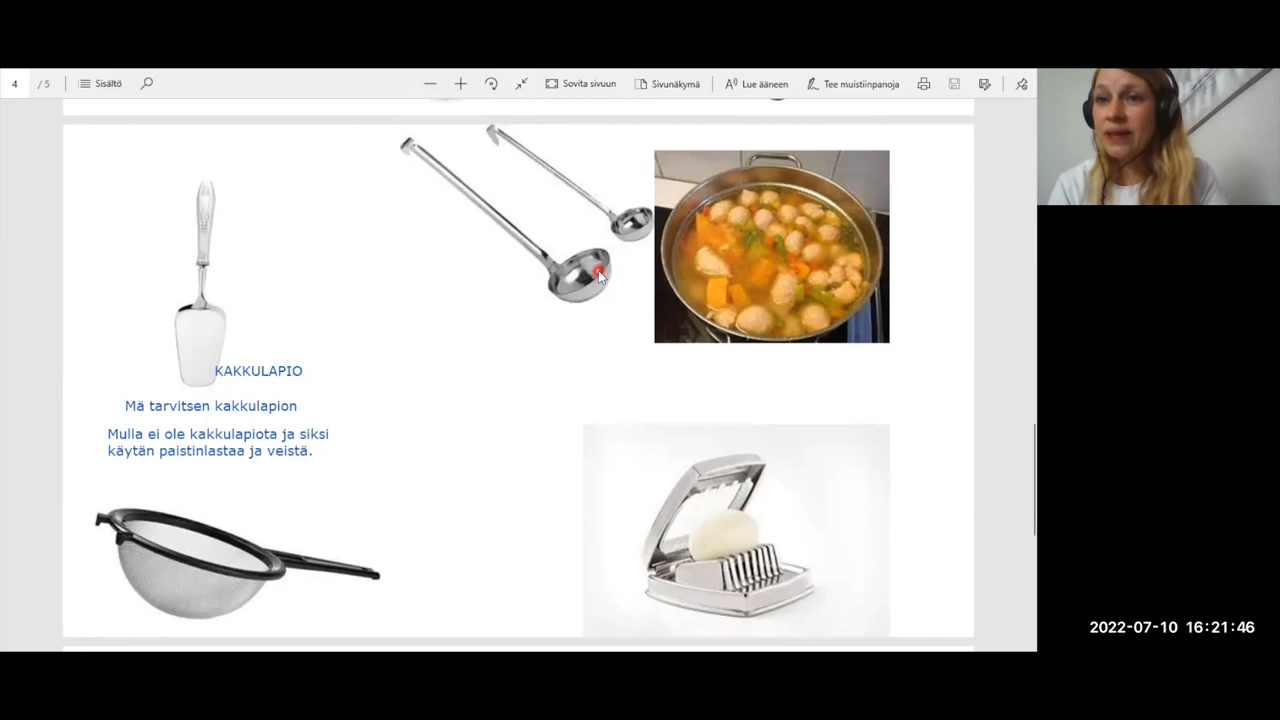 4 / 5 Sisältö Sovita sivuun Sivunäkymä Lue ääneen Tee muistiinpanoja
KAKKULAPIO
Mä tarvitsen kakkulapion
Mulla ei ole kakkulapiota ja siksi
käytän paistinlastaa ja veistä.
2022-07-10 16:21:46